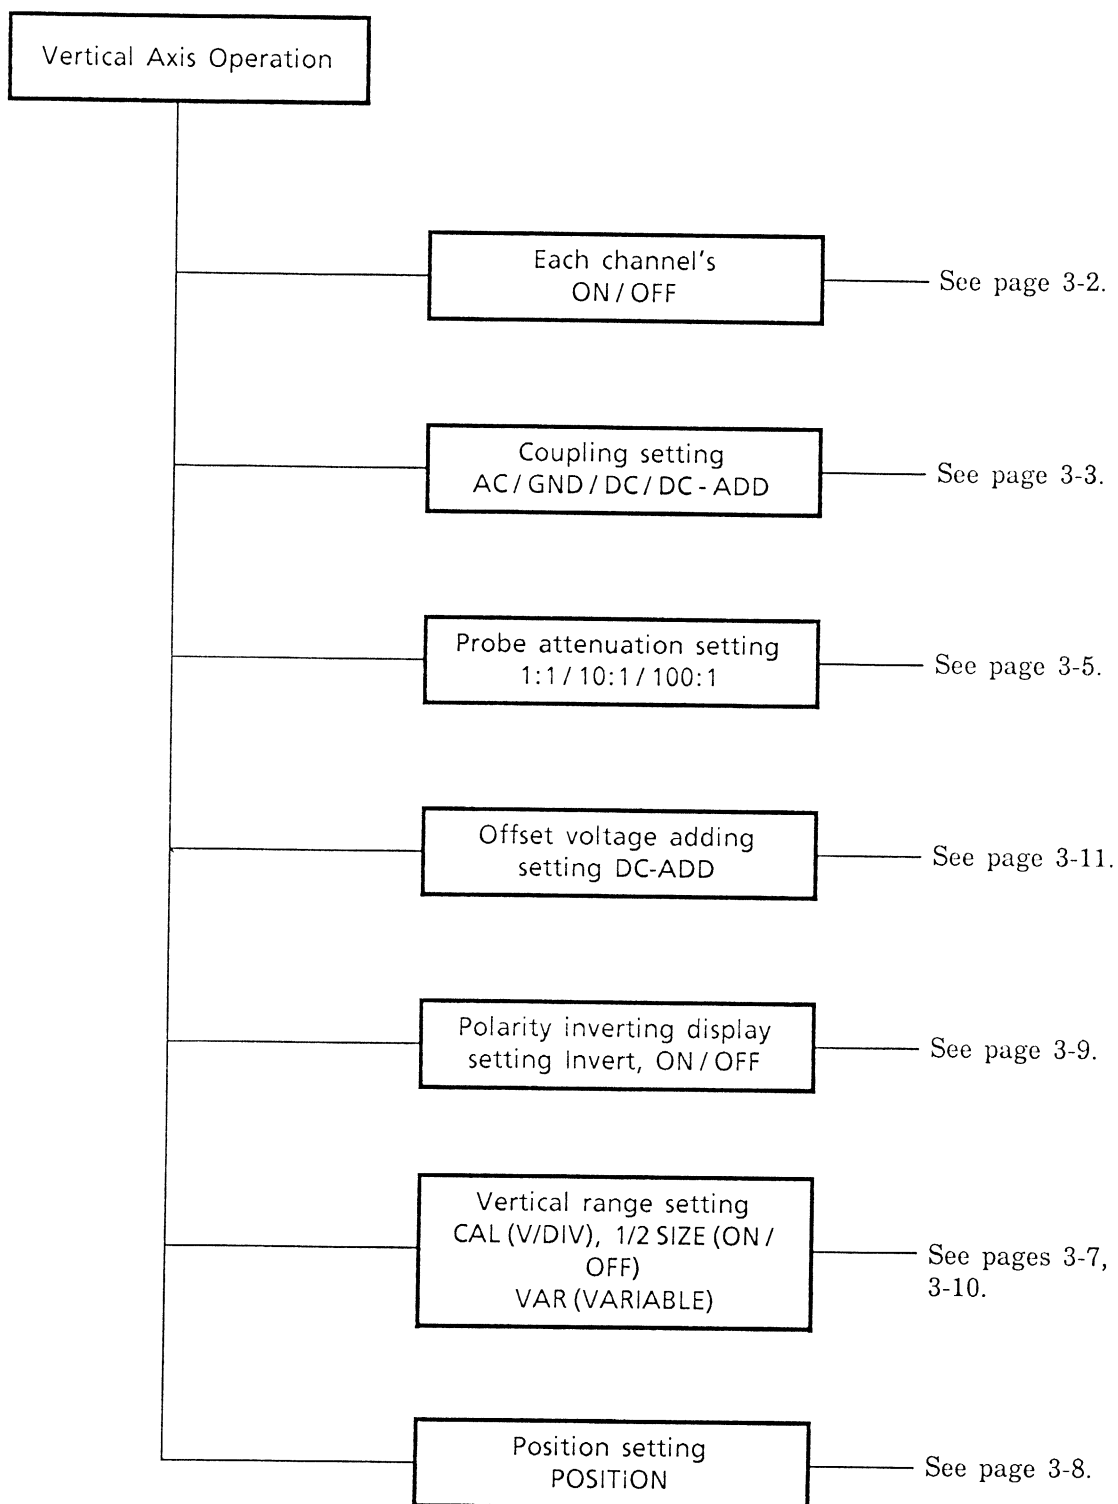 Vertical Axis Operation
Each channel's
ON / OFF
See page 3-2.
Coupling setting
AC / GND / DC / DC - ADD
See page 3-3.
Probe attenuation setting
1:1 / 10:1 / 100:1
See page 3-5.
Offset voltage adding
setting DC-ADD
See page 3-11.
Polarity inverting display
setting Invert, ON / OFF
See page 3-9.
Vertical range setting
CAL (V/DIV), 1/2 SIZE (ON /
OFF)
VAR (VARIABLE)
See pages 3-7,
3-10.
Position setting
POSITiON
See page 3-8.